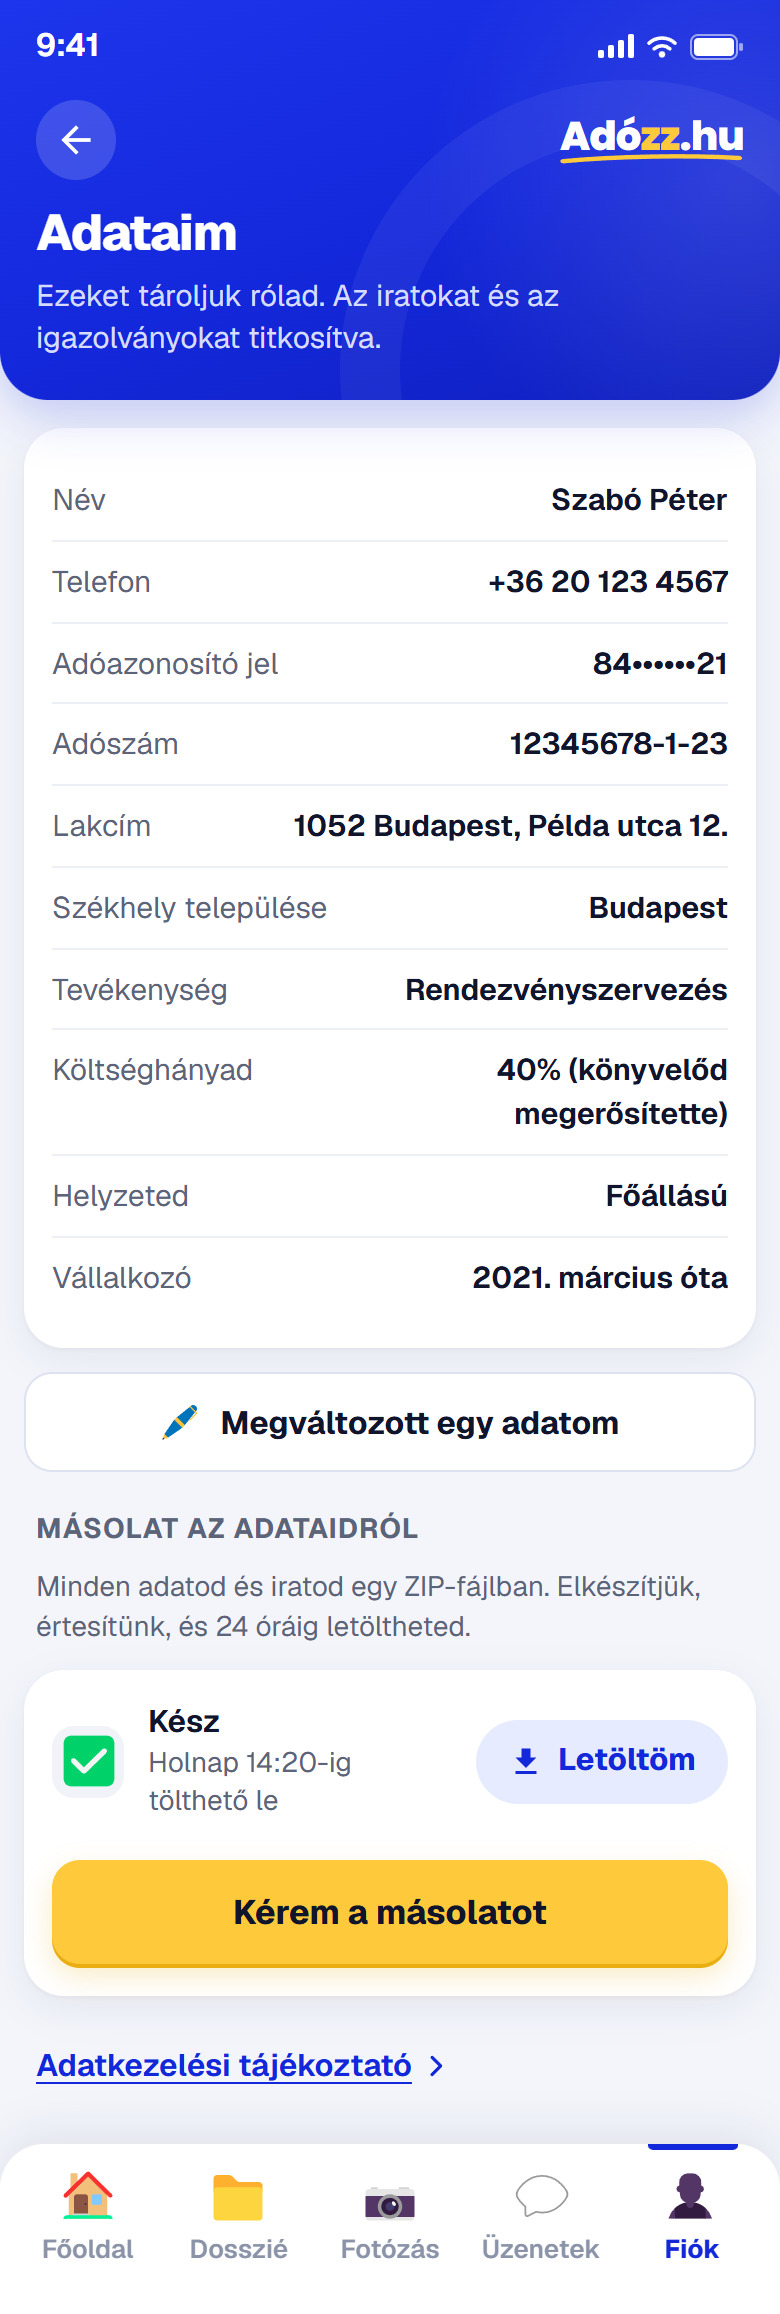 9:41
Adózz.hu
Adataim
Ezeket tároljuk rólad. Az iratokat és az
igazolványokat titkosítva.
Név Szabó Péter
Telefon +36 20 123 4567
Adóazonosító jel 84••••••21
Adószám 12345678-1-23
Lakcím 1052 Budapest, Példa utca 12.
Székhely települése Budapest
Tevékenység Rendezvényszervezés
Költséghányad 40% (könyvelőd
megerősítette)
Helyzeted Főállású
Vállalkozó 2021. március óta
Megváltozott egy adatom
MÁSOLAT AZ ADATAIDRÓL
Minden adatod és iratod egy ZIP-fájlban. Elkészítjük,
értesítünk, és 24 óráig letöltheted.
Kész
Holnap 14:20-ig
tölthető le
Letöltöm
Kérem a másolatot
Adatkezelési tájékoztató
Főoldal Dosszié Fotózás Üzenetek Fiók